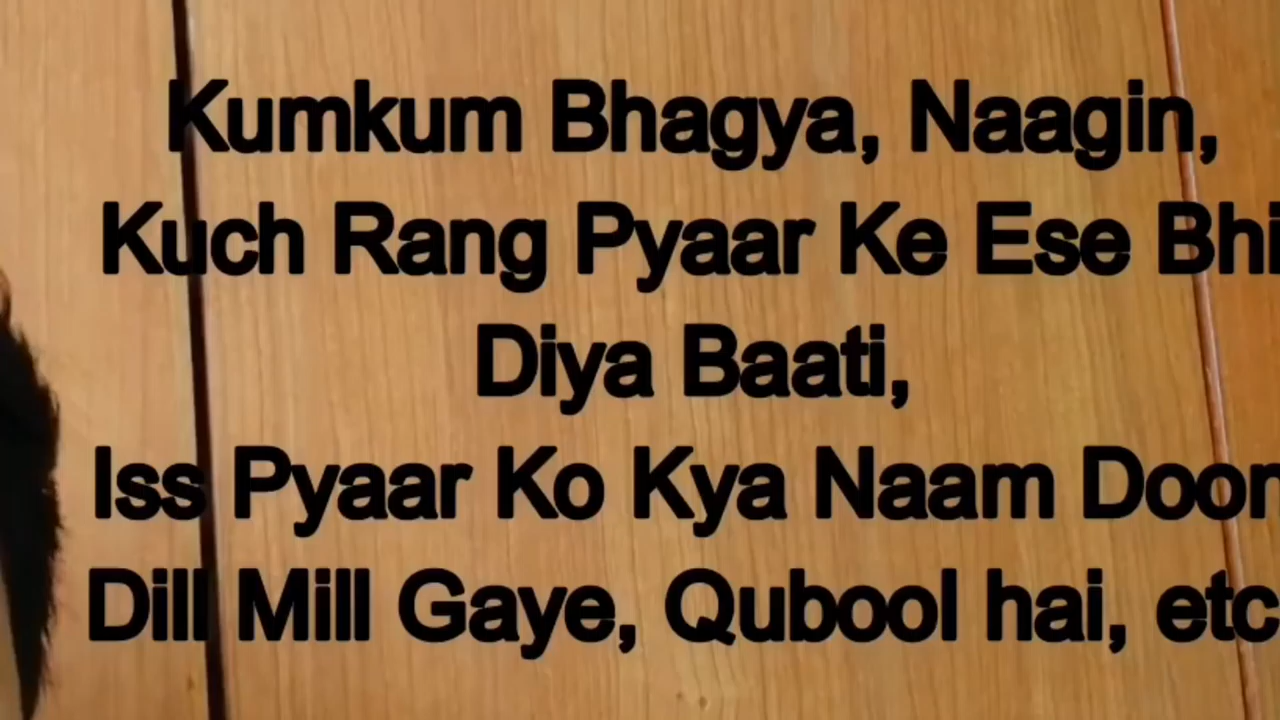 Kumkum Bhagya, Naagin,
Kuch Rang Pyaar Ke Ese Bhi
Diya Baati,
Iss Pyaar Ko Kya Naam Doon
Dill Mill Gaye, Qubool hai, etc